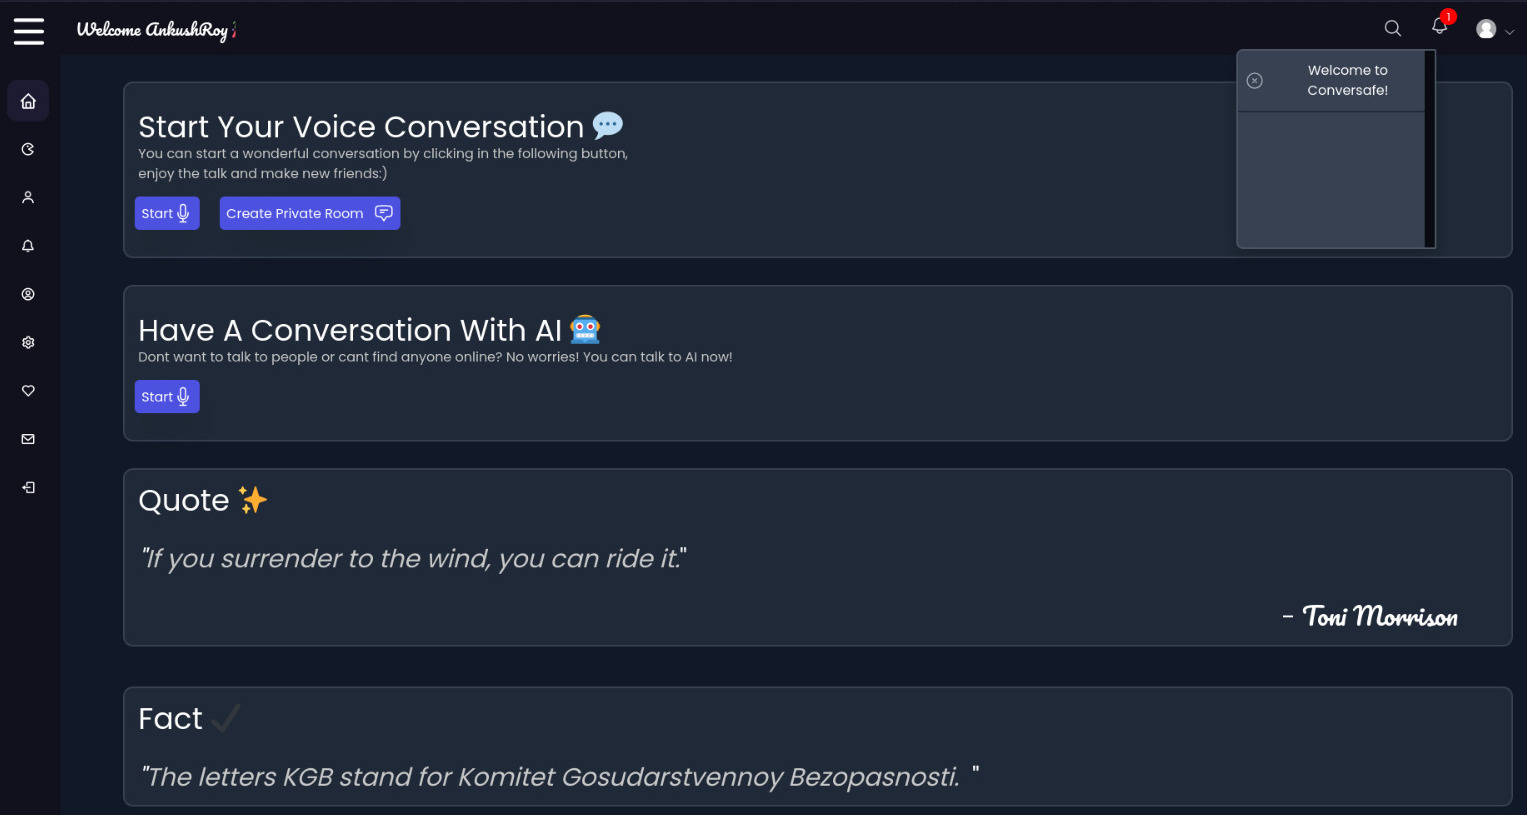 Welcome AnkushRoy
1
Welcome to
Conversafe!
Start Your Voice Conversation
You can start a wonderful conversation by clicking in the following button,
enjoy the talk and make new friends:)
Start
Create Private Room
Have A Conversation With AI
Dont want to talk to people or cant find anyone online? No worries! You can talk to AI now!
Start
Quote
"If you surrender to the wind, you can ride it."
- Toni Morrison
Fact
"The letters KGB stand for Komitet Gosudarstvennoy Bezopasnosti. "